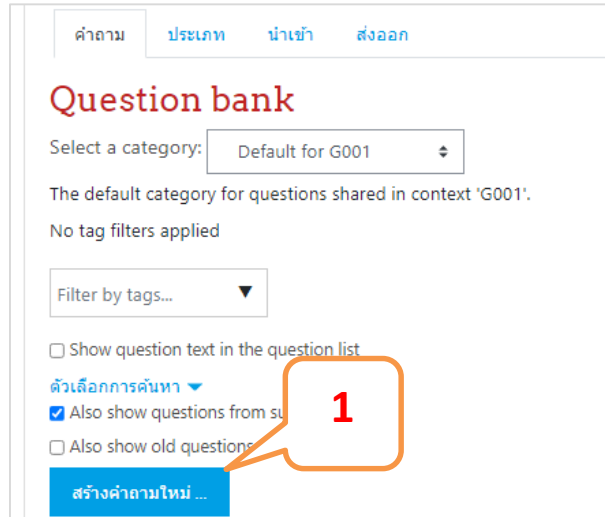 คำถาม ประเภท นำเข้า ส่งออก
Question bank
Select a category: Default for G001
The default category for questions shared in context 'G001'.
No tag filters applied
Filter by tags...
Show question text in the question list
ตัวเลือกการค้นหา
Also show questions from
1
Also show old questions
สร้างคำถามใหม่ ...